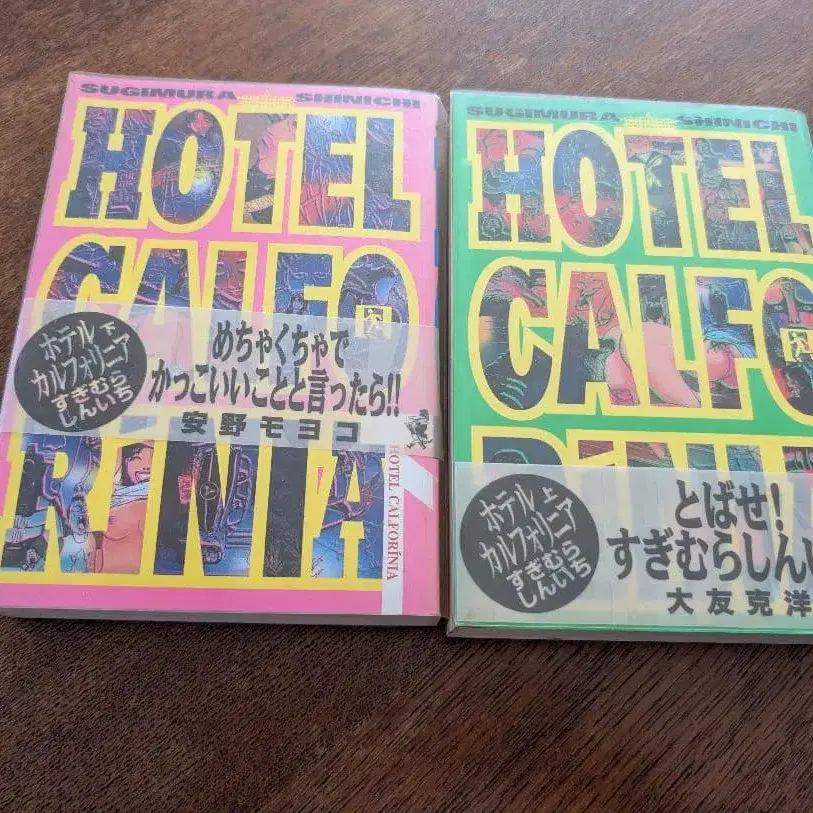 SUGIMURA SHINICHI
HOTEL
CALFO
RINIA
ホテル 下
カルフォリニア
すぎむら
しんいち
めちゃくちゃで
かっこいいことと言ったら!!
安野モヨコ
HOTEL CALFORÍNIA
SUGIMURA SHINICHI
HOTEL
CALFO
ホテル 上
カルフォリニア
すぎむら
しんいち
とばせ!
すぎむらしんい
大友克洋